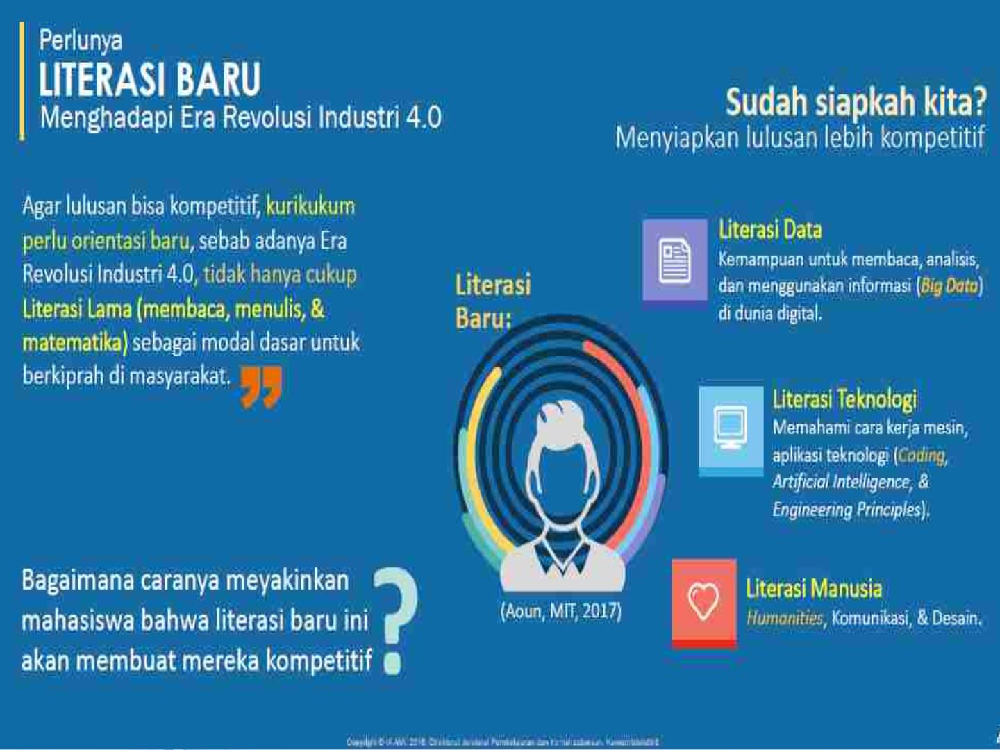 Perlunya
LITERASI BARU
Menghadapi Era Revolusi Industri 4.0
Sudah siapkah kita?
Menyiapkan lulusan lebih kompetitif
Agar lulusan bisa kompetitif, kurikukum
perlu orientasi baru, sebab adanya Era
Revolusi Industri 4.0, tidak hanya cukup
Literasi Lama (membaca, menulis, &
matematika) sebagai modal dasar untuk
berkiprah di masyarakat. ”
Bagaimana caranya meyakinkan
mahasiswa bahwa literasi baru ini
akan membuat mereka kompetitif ?
Literasi
Baru:
(Aoun, MIT, 2017)
Literasi Data
Kemampuan untuk membaca, analisis,
dan menggunakan informasi (Big Data)
di dunia digital.
Literasi Teknologi
Memahami cara kerja mesin,
aplikasi teknologi (Coding,
Artificial Intelligence, &
Engineering Principles).
Literasi Manusia
Humanities, Komunikasi, & Desain.